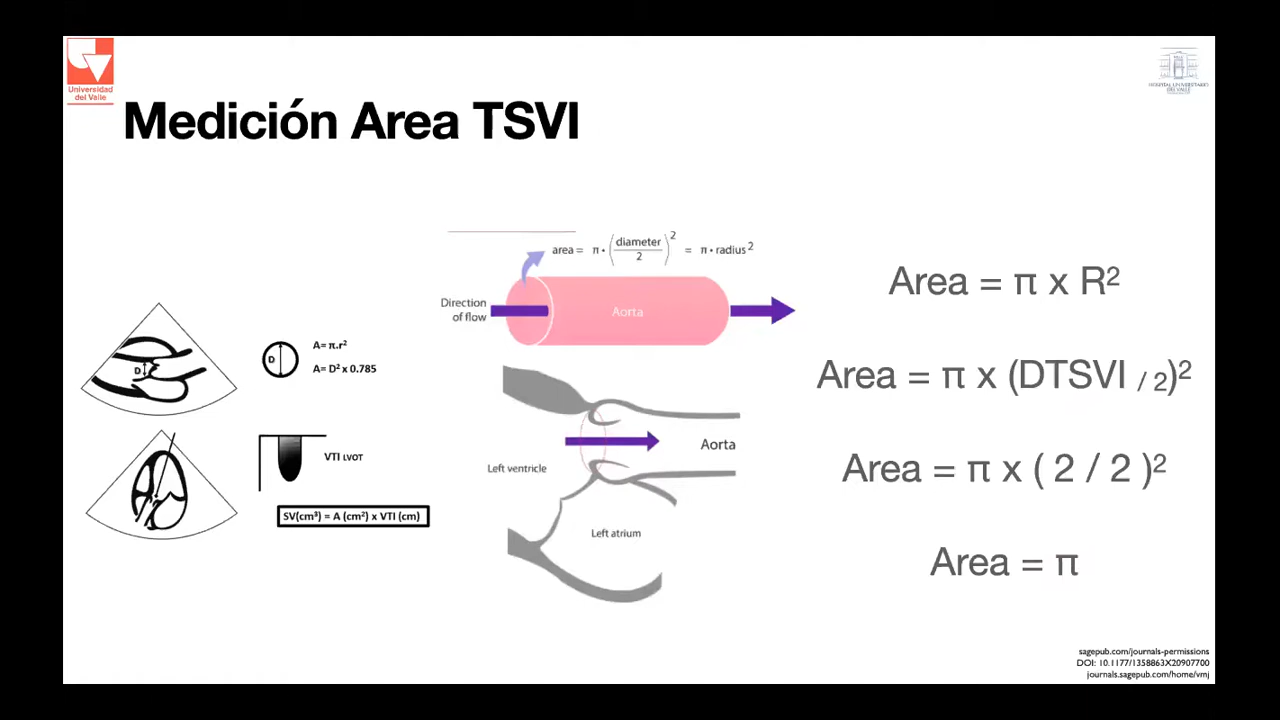 Universidad
del Valle
HOSPITAL UNIVERSITARIO
DEL VALLE
Medición Area TSVI
area = π • (diameter / 2)² = π • radius²
Direction
of flow
Aorta
D
A= π.r²
A= D² x 0.785
D
VTI LVOT
SV(cm³) = A (cm²) x VTI (cm)
Left ventricle
Aorta
Left atrium
Area = π x R²
Area = π x (DTSVI / 2)²
Area = π x ( 2 / 2 )²
Area = π
sagepub.com/journals-permissions
DOI: 10.1177/1358863X20907700
journals.sagepub.com/home/vmj